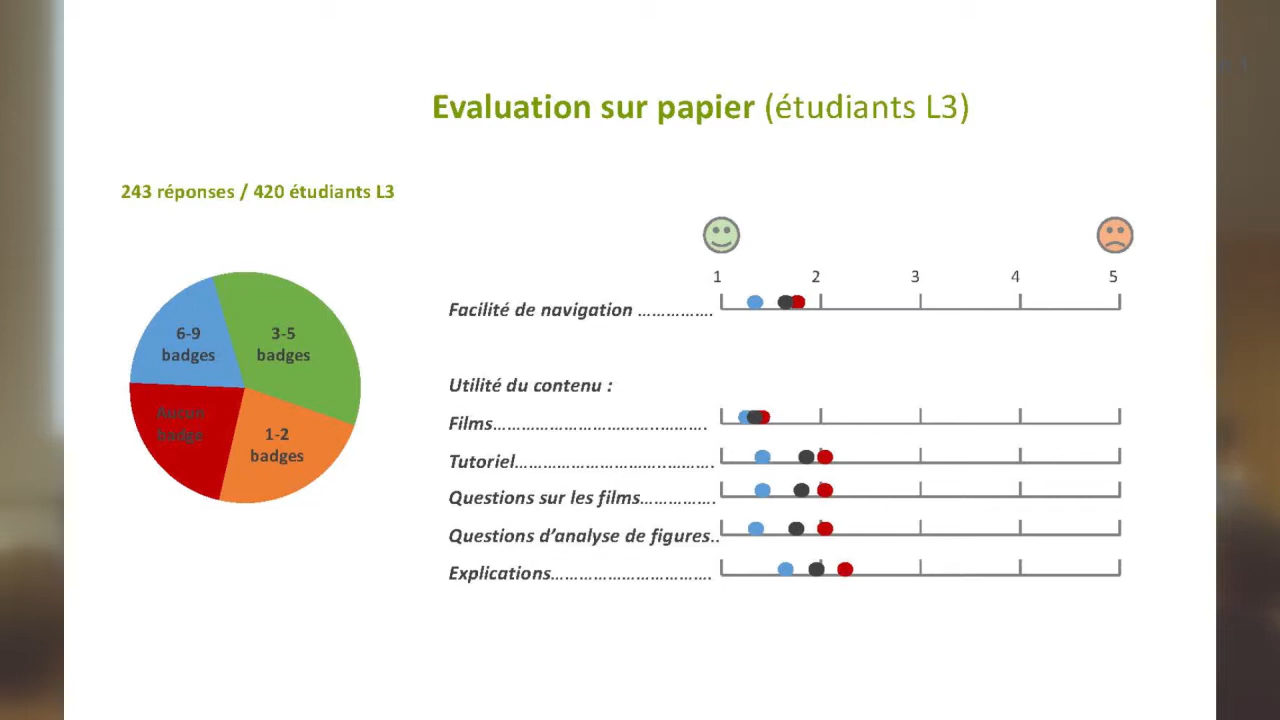 Evaluation sur papier (étudiants L3)
243 réponses / 420 étudiants L3
6-9
badges
3-5
badges
Aucun
badge
1-2
badges
1 2 3 4 5
Facilité de navigation …………….
Utilité du contenu :
Films………………………..……….
Tutoriel…………………………..……….
Questions sur les films…………….
Questions d’analyse de figures..
Explications…………………………….